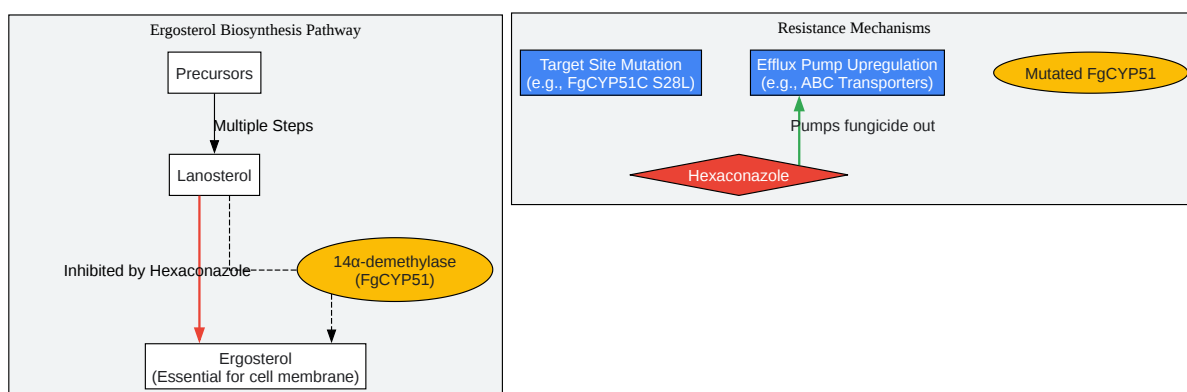 Ergosterol Biosynthesis Pathway
Precursors
Multiple Steps
Lanosterol
Inhibited by Hexaconazole
14α-demethylase
(FgCYP51)
Ergosterol
(Essential for cell membrane)
Resistance Mechanisms
Target Site Mutation
(e.g., FgCYP51C S28L)
Efflux Pump Upregulation
(e.g., ABC Transporters)
Mutated FgCYP51
Pumps fungicide out
Hexaconazole